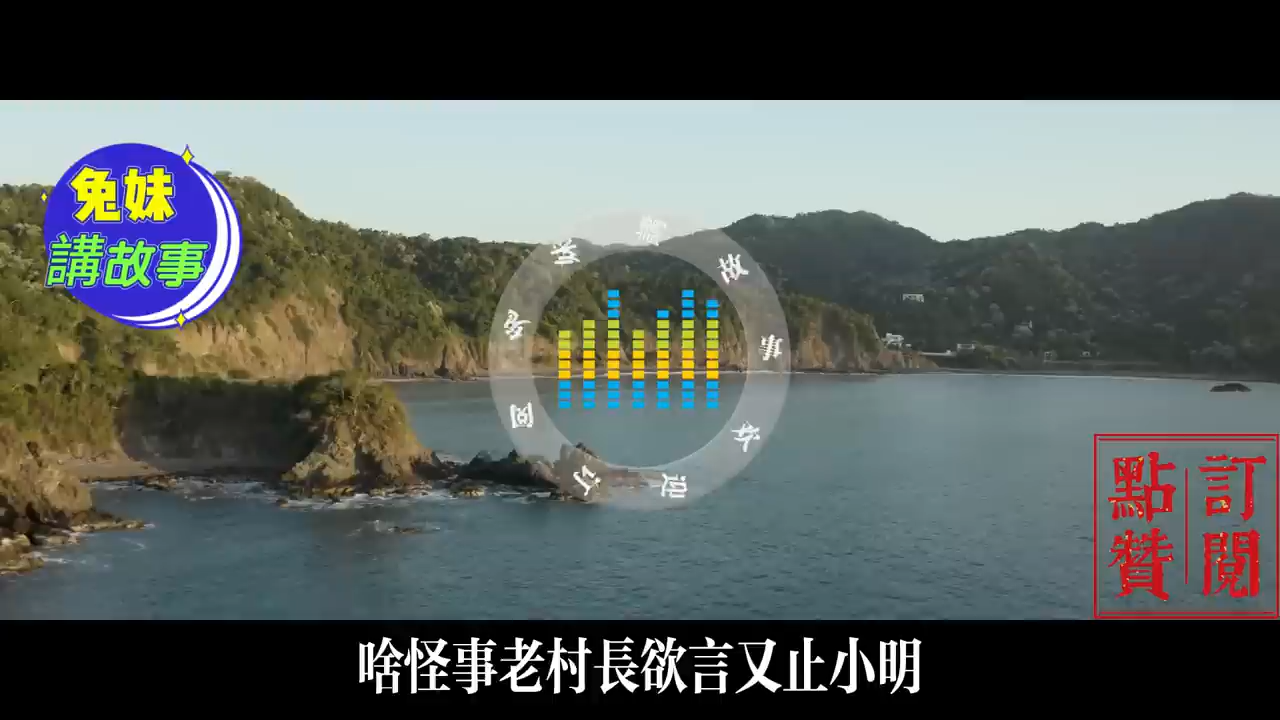 兔妹
講故事
點贊
訂閱
啥怪事老村長欲言又止小明